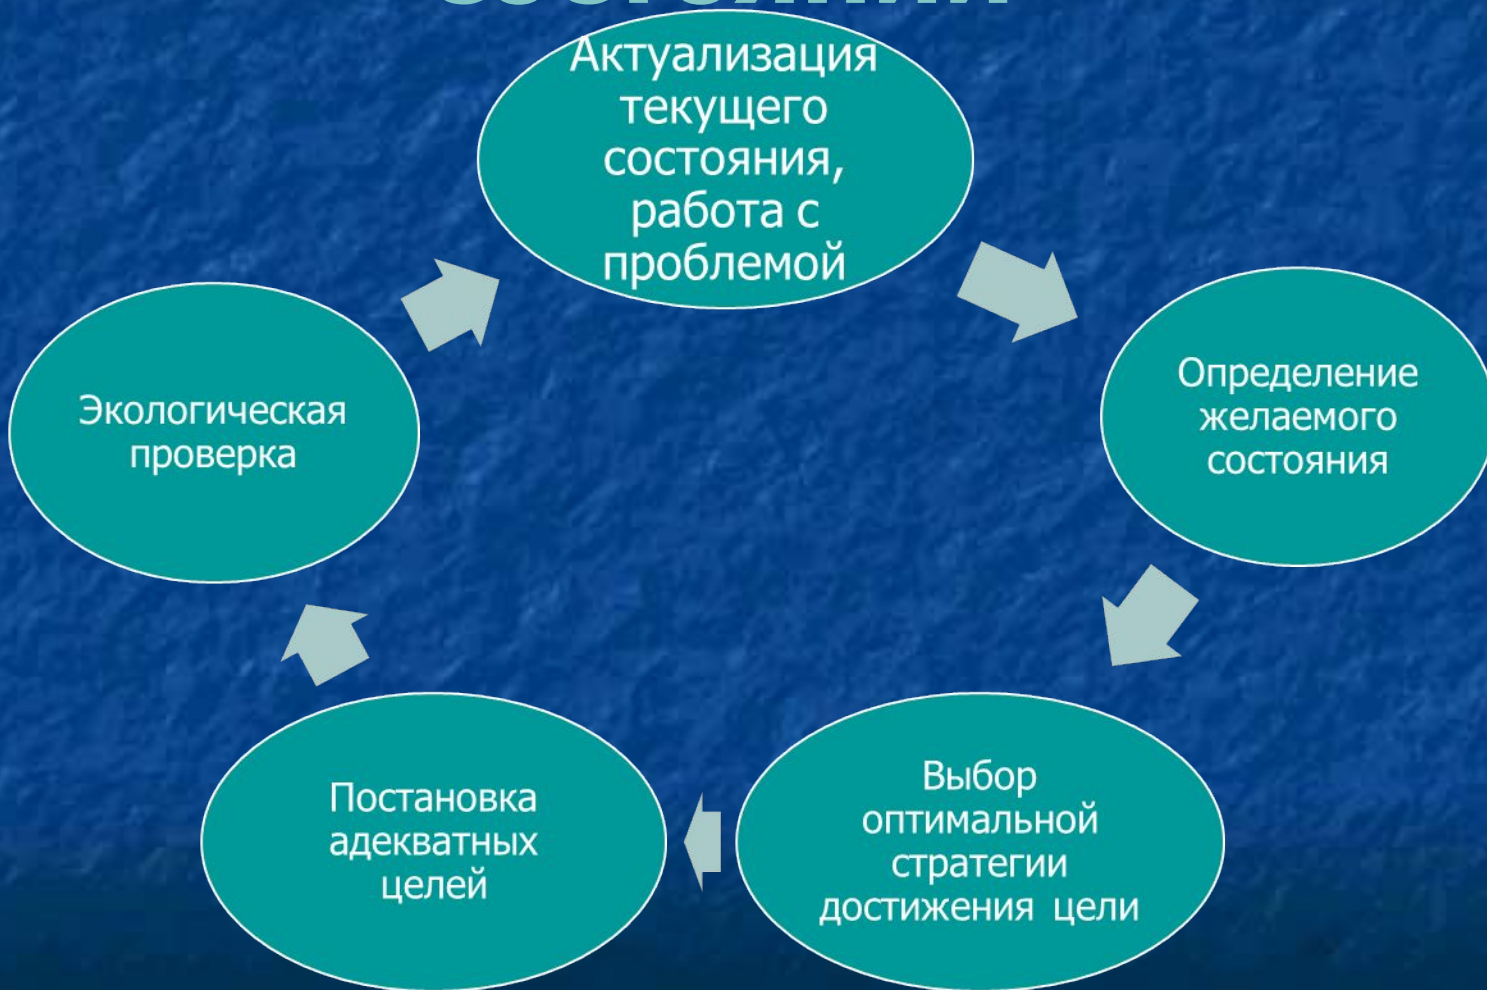 Актуализация
текущего
состояния,
работа с
проблемой
Определение
желаемого
состояния
Выбор
оптимальной
стратегии
достижения цели
Постановка
адекватных
целей
Экологическая
проверка